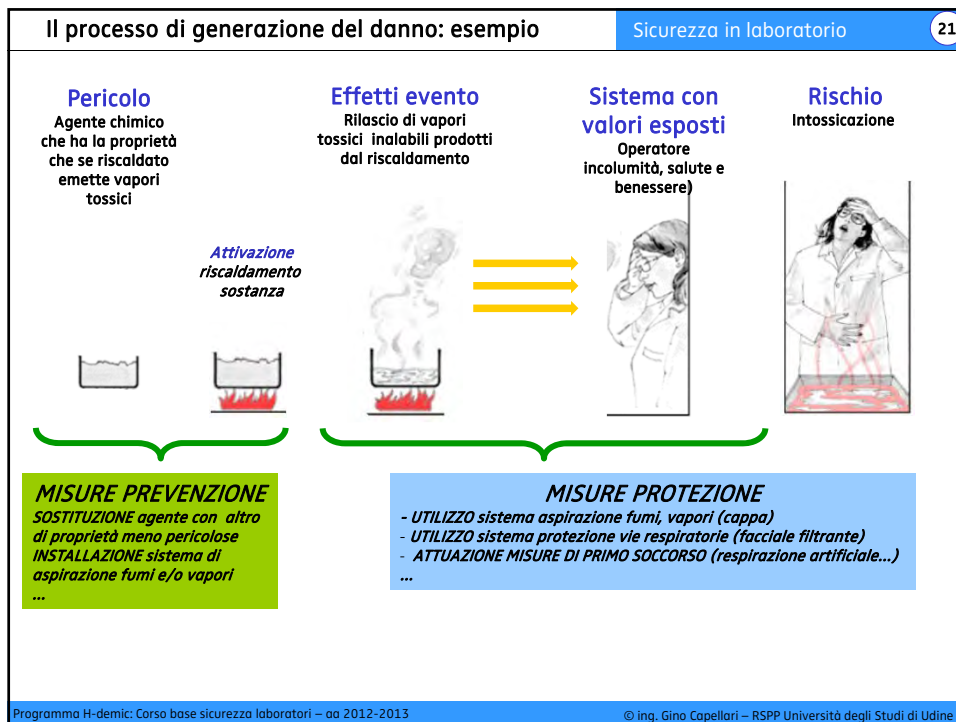 Il processo di generazione del danno: esempio
Sicurezza in laboratorio
21
Pericolo
Agente chimico
che ha la proprietà
che se riscaldato
emette vapori
tossici
Attivazione
riscaldamento
sostanza
Effetti evento
Rilascio di vapori
tossici inalabili prodotti
dal riscaldamento
Sistema con
valori esposti
Operatore
incolumità, salute e
benessere)
Rischio
Intossicazione
MISURE PREVENZIONE
SOSTITUZIONE agente con altro
di proprietà meno pericolose
INSTALLAZIONE sistema di
aspirazione fumi e/o vapori
...
MISURE PROTEZIONE
- UTILIZZO sistema aspirazione fumi, vapori (cappa)
- UTILIZZO sistema protezione vie respiratorie (facciale filtrante)
- ATTUAZIONE MISURE DI PRIMO SOCCORSO (respirazione artificiale...)
...
Programma H-demic: Corso base sicurezza laboratori – aa 2012-2013
© ing. Gino Capellari – RSPP Università degli Studi di Udine